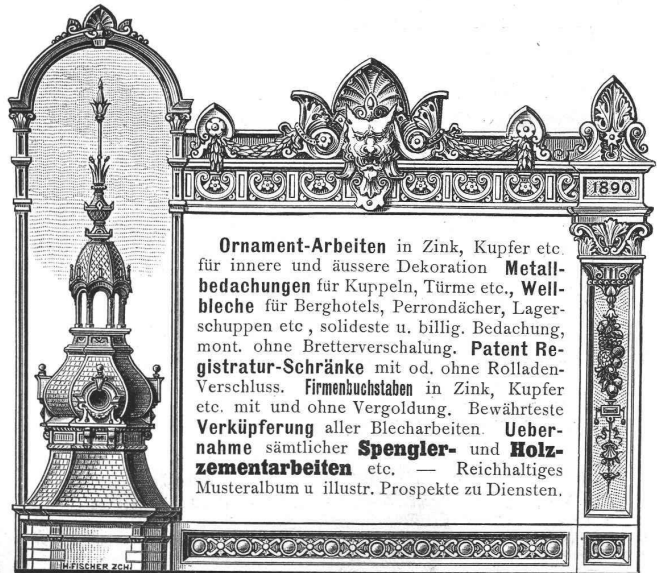 1890
Ornament-Arbeiten in Zink, Kupfer etc.
für innere und äussere Dekoration Metall-
bedachungen für Kuppeln, Türme etc., Well-
bleche für Berghotels, Perrondächer, Lager-
schuppen etc , solideste u. billig. Bedachung,
mont. ohne Bretterverschalung. Patent Re-
gistratur-Schränke mit od. ohne Rolladen-
Verschluss. Firmenbuchstaben in Zink, Kupfer
etc. mit und ohne Vergoldung. Bewährteste
Verküpferung aller Blecharbeiten. Ueber-
nahme sämtlicher Spengler- und Holz-
zementarbeiten etc. — Reichhaltiges
Musteralbum u illustr. Prospekte zu Diensten.
H. FISCHER ZCH.